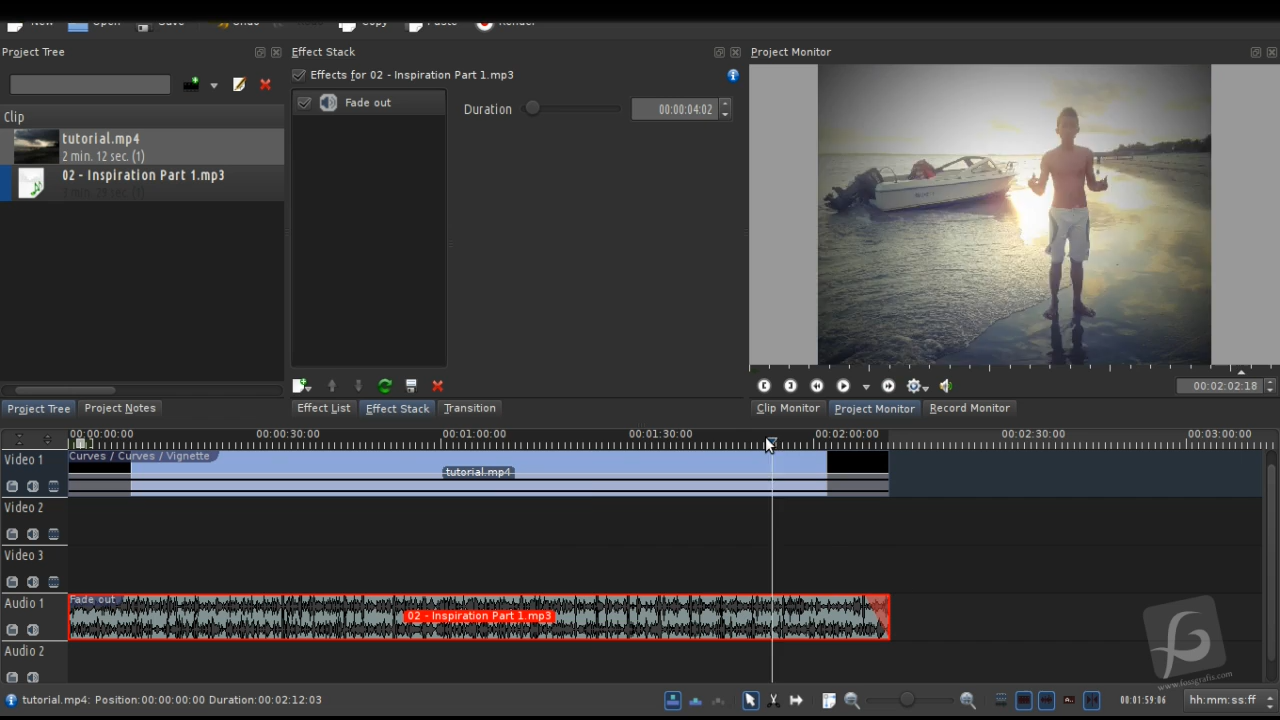 New Open Save Undo Copy Paste Render
Project Tree
Effect Stack
Project Monitor
Effects for 02 - Inspiration Part 1.mp3
Fade out
Duration
00:00:04:02
Clip
tutorial.mp4
2 min. 12 sec. (1)
02 - Inspiration Part 1.mp3
00:02:02:18
Project Tree Project Notes
Effect List Effect Stack Transition
Clip Monitor Project Monitor Record Monitor
00:00:00:00 00:00:30:00 00:01:00:00 00:01:30:00 00:02:00:00 00:02:30:00 00:03:00:00
Video 1
Curves / Curves / Vignette
tutorial.mp4
Video 2
Video 3
Audio 1
Fade out
02 - Inspiration Part 1.mp3
Audio 2
www.fossgrafis.com
tutorial.mp4: Position:00:00:00:00 Duration:00:02:12:03
00:01:59:06
hh:mm:ss:ff